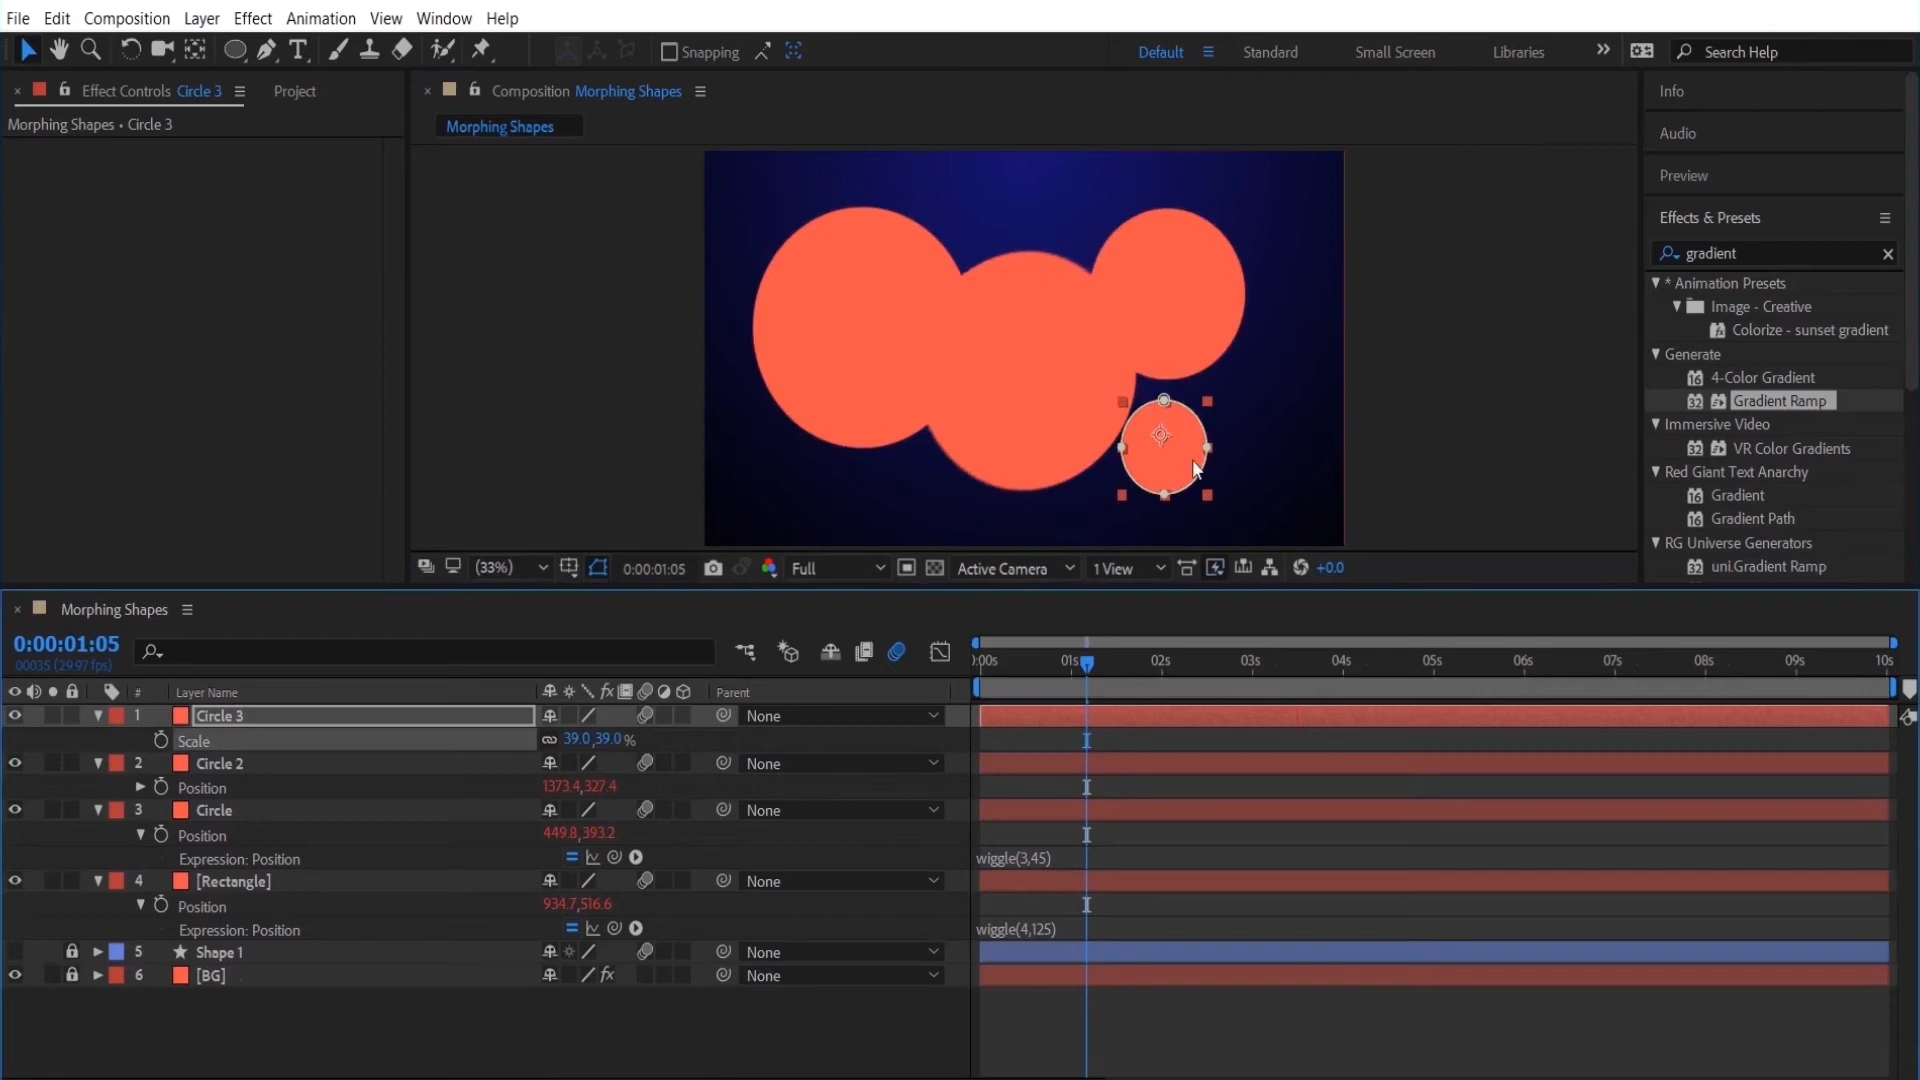 File Edit Composition Layer Effect Animation View Window Help
Snapping Default Standard Small Screen Libraries Search Help
Effect Controls Circle 3 Project
Morphing Shapes • Circle 3
Composition Morphing Shapes
Morphing Shapes
(33%) 0:00:01:05 Full Active Camera 1 View +0.0
Info
Audio
Preview
Effects & Presets
gradient
* Animation Presets
Image - Creative
Colorize - sunset gradient
Generate
4-Color Gradient
Gradient Ramp
Immersive Video
VR Color Gradients
Red Giant Text Anarchy
Gradient
Gradient Path
RG Universe Generators
uni.Gradient Ramp
Morphing Shapes
0:00:01:05
00035 (29.97 fps)
:00s 01s 02s 03s 04s 05s 06s 07s 08s 09s 10s
# Layer Name Parent
1 Circle 3 None
Scale 39.0,39.0%
2 Circle 2 None
Position 1373.4,327.4
3 Circle None
Position 449.8,393.2
Expression: Position wiggle(3,45)
4 [Rectangle] None
Position 934.7,516.6
Expression: Position wiggle(4,125)
5 Shape 1 None
6 [BG] None